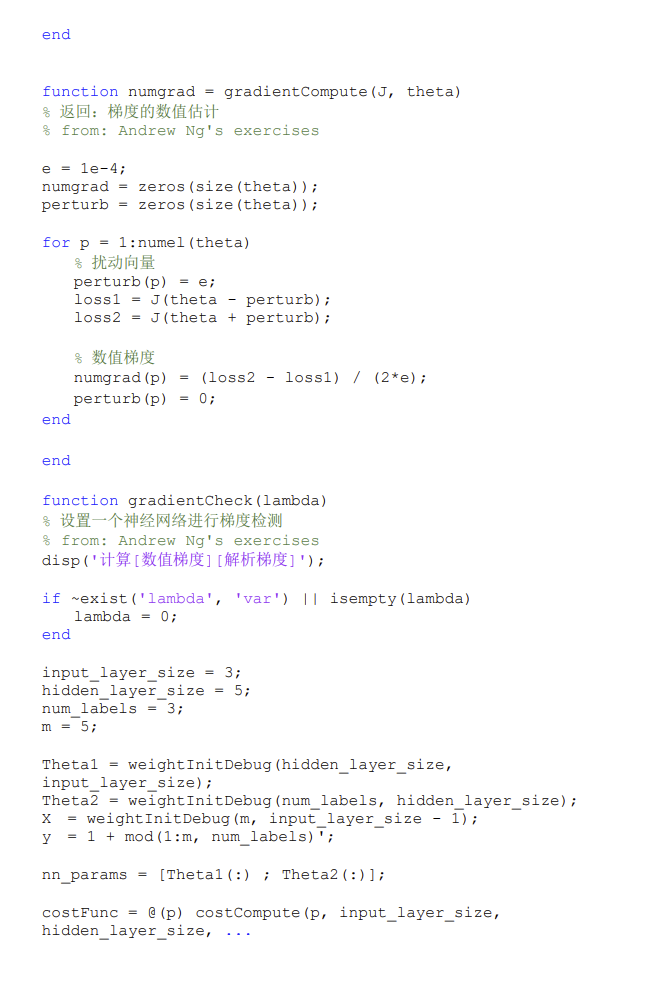 end
function numgrad = gradientCompute(J, theta)
% 返回：梯度的数值估计
% from: Andrew Ng's exercises
e = 1e-4;
numgrad = zeros(size(theta));
perturb = zeros(size(theta));
for p = 1:numel(theta)
% 扰动向量
perturb(p) = e;
loss1 = J(theta - perturb);
loss2 = J(theta + perturb);
% 数值梯度
numgrad(p) = (loss2 - loss1) / (2*e);
perturb(p) = 0;
end
end
function gradientCheck(lambda)
% 设置一个神经网络进行梯度检测
% from: Andrew Ng's exercises
disp('计算[数值梯度][解析梯度]');
if ~exist('lambda', 'var') || isempty(lambda)
lambda = 0;
end
input_layer_size = 3;
hidden_layer_size = 5;
num_labels = 3;
m = 5;
Theta1 = weightInitDebug(hidden_layer_size,
input_layer_size);
Theta2 = weightInitDebug(num_labels, hidden_layer_size);
X  = weightInitDebug(m, input_layer_size - 1);
y  = 1 + mod(1:m, num_labels)';
nn_params = [Theta1(:) ; Theta2(:)];
costFunc = @(p) costCompute(p, input_layer_size,
hidden_layer_size, ...